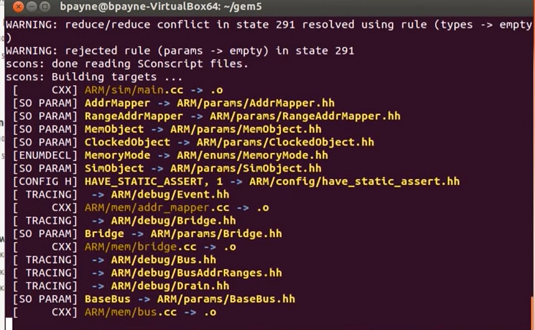 bpayne@bpayne-VirtualBox64: ~/gem5
WARNING: reduce/reduce conflict in state 291 resolved using rule (types -> empty
)
WARNING: rejected rule (params -> empty) in state 291
scons: done reading SConscript files.
scons: Building targets ...
[     CXX] ARM/sim/main.cc -> .o
[SO PARAM] AddrMapper -> ARM/params/AddrMapper.hh
[SO PARAM] RangeAddrMapper -> ARM/params/RangeAddrMapper.hh
[SO PARAM] MemObject -> ARM/params/MemObject.hh
[SO PARAM] ClockedObject -> ARM/params/ClockedObject.hh
[ENUMDECL] MemoryMode -> ARM/enums/MemoryMode.hh
[SO PARAM] SimObject -> ARM/params/SimObject.hh
[CONFIG H] HAVE_STATIC_ASSERT, 1 -> ARM/config/have_static_assert.hh
[ TRACING]  -> ARM/debug/Event.hh
[     CXX] ARM/mem/addr_mapper.cc -> .o
[ TRACING]  -> ARM/debug/Bridge.hh
[SO PARAM] Bridge -> ARM/params/Bridge.hh
[     CXX] ARM/mem/bridge.cc -> .o
[ TRACING]  -> ARM/debug/Bus.hh
[ TRACING]  -> ARM/debug/BusAddrRanges.hh
[ TRACING]  -> ARM/debug/Drain.hh
[SO PARAM] BaseBus -> ARM/params/BaseBus.hh
[     CXX] ARM/mem/bus.cc -> .o